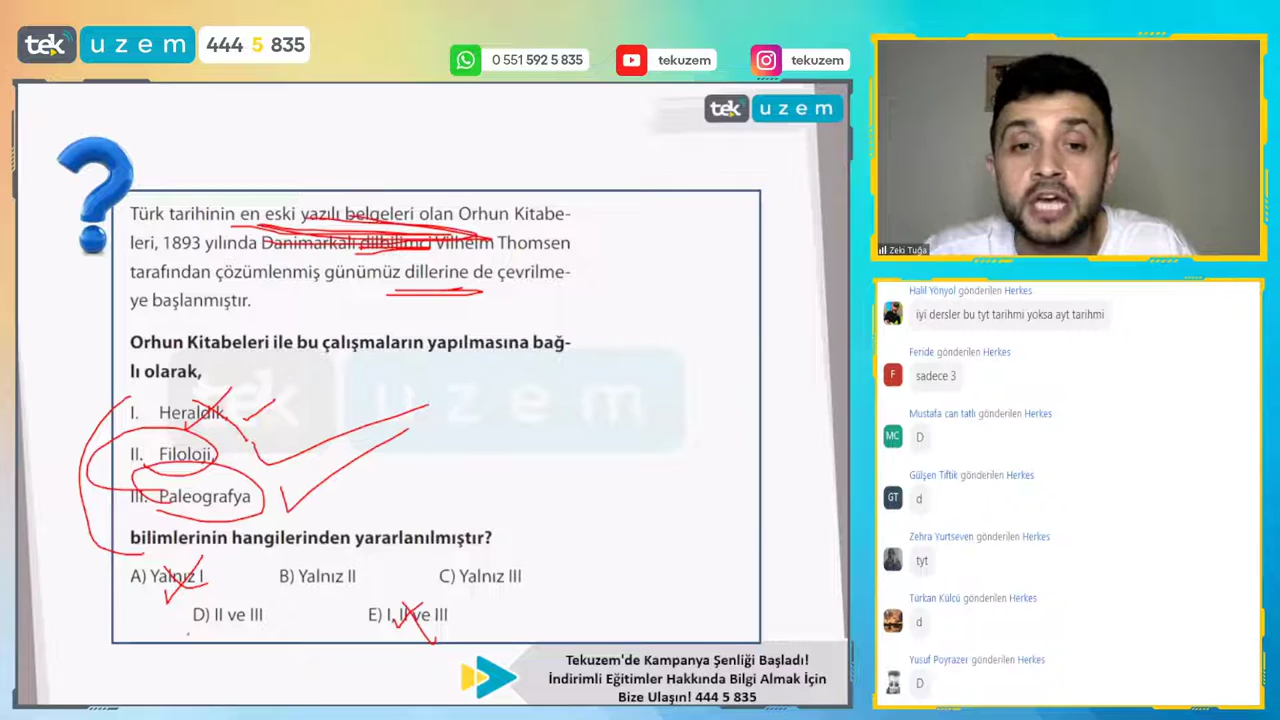 tek uzem 444 5 835
0 551 592 5 835
tekuzem
tekuzem
tek uzem
Türk tarihinin en eski yazılı belgeleri olan Orhun Kitabe-
leri, 1893 yılında Danimarkalı dilbilimci Vilhelm Thomsen
tarafından çözümlenmiş günümüz dillerine de çevrilme-
ye başlanmıştır.
Orhun Kitabeleri ile bu çalışmaların yapılmasına bağ-
lı olarak,
I. Heraldik,
II. Filoloji,
III. Paleografya
bilimlerinin hangilerinden yararlanılmıştır?
A) Yalnız I B) Yalnız II C) Yalnız III
D) II ve III E) I, II ve III
tek uzem
Tekuzem'de Kampanya Şenliği Başladı!
İndirimli Eğitimler Hakkında Bilgi Almak İçin
Bize Ulaşın! 444 5 835
Zeki Tuğa
Halil Yönyol gönderilen Herkes
iyi dersler bu tyt tarihmi yoksa ayt tarihmi
Feride gönderilen Herkes
F
sadece 3
Mustafa can tatlı gönderilen Herkes
MC
D
Gülşen Tiftik gönderilen Herkes
GT
d
Zehra Yurtseven gönderilen Herkes
tyt
Türkan Külcü gönderilen Herkes
d
Yusuf Poyrazer gönderilen Herkes
D